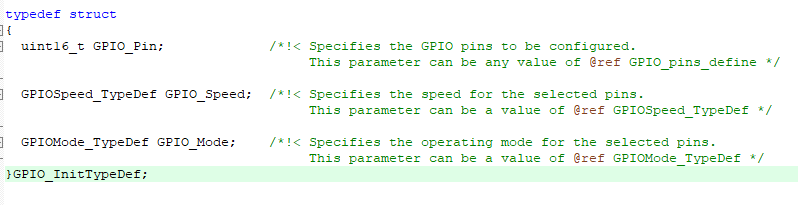 typedef struct
{
  uint16_t GPIO_Pin;             /*!< Specifies the GPIO pins to be configured.
                                      This parameter can be any value of @ref GPIO_pins_define */
  GPIOSpeed_TypeDef GPIO_Speed;  /*!< Specifies the speed for the selected pins.
                                      This parameter can be a value of @ref GPIOSpeed_TypeDef */
  GPIOMode_TypeDef GPIO_Mode;    /*!< Specifies the operating mode for the selected pins.
                                      This parameter can be a value of @ref GPIOMode_TypeDef */
}GPIO_InitTypeDef;